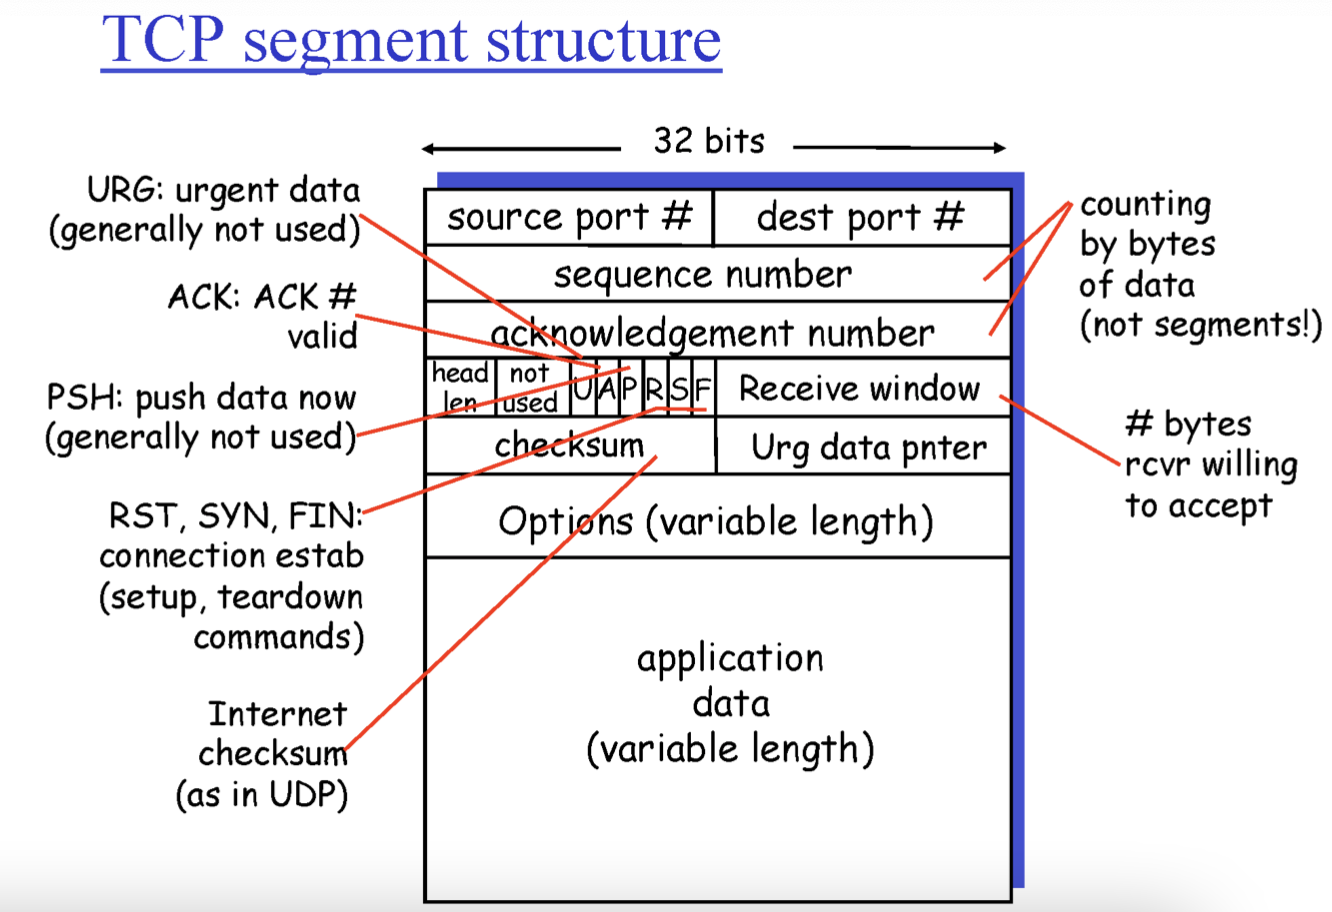 TCP segment structure
32 bits
URG: urgent data
(generally not used)
ACK: ACK #
valid
PSH: push data now
(generally not used)
RST, SYN, FIN:
connection estab
(setup, teardown
commands)
Internet
checksum
(as in UDP)
source port #
dest port #
sequence number
acknowledgement number
head
len
not
used
U
A
P
R
S
F
Receive window
checksum
Urg data pnter
Options (variable length)
application
data
(variable length)
counting
by bytes
of data
(not segments!)
# bytes
rcvr willing
to accept